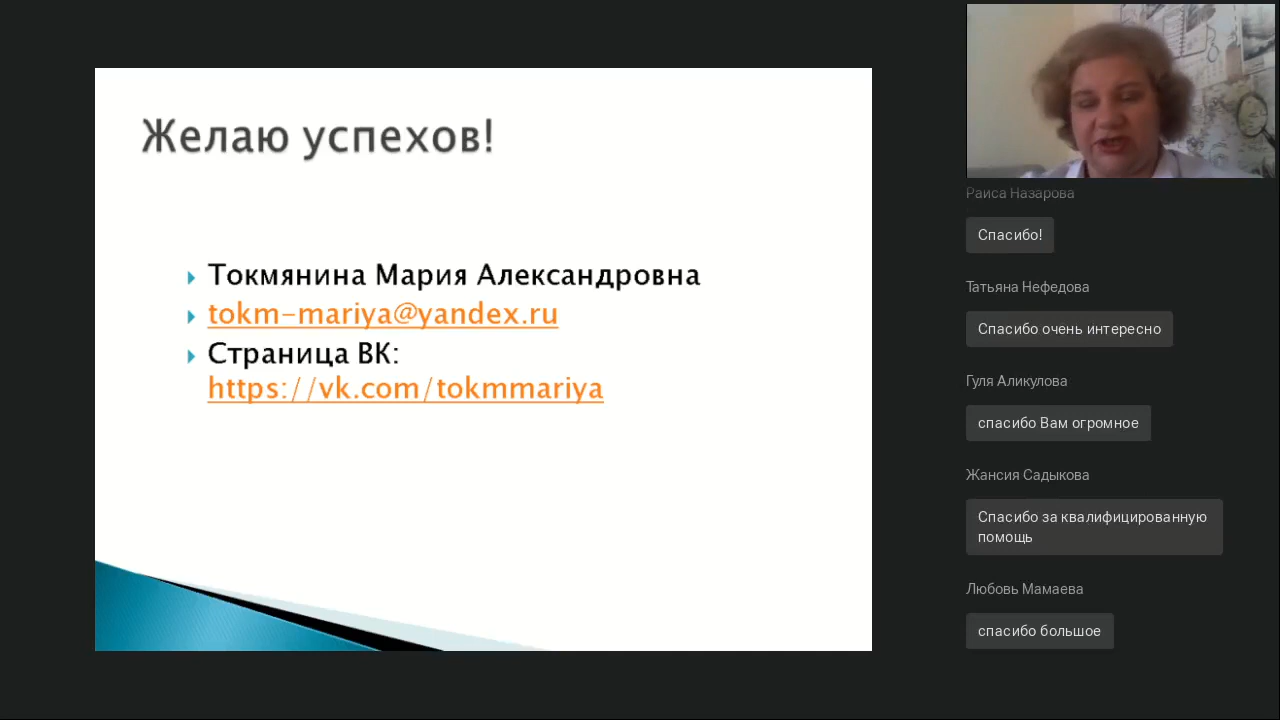 Желаю успехов!
Токмянина Мария Александровна
tokm-mariya@yandex.ru
Страница ВК:
https://vk.com/tokmmariya
Раиса Назарова
Спасибо!
Татьяна Нефедова
Спасибо очень интересно
Гуля Аликулова
спасибо Вам огромное
Жансия Садыкова
Спасибо за квалифицированную
помощь
Любовь Мамаева
спасибо большое